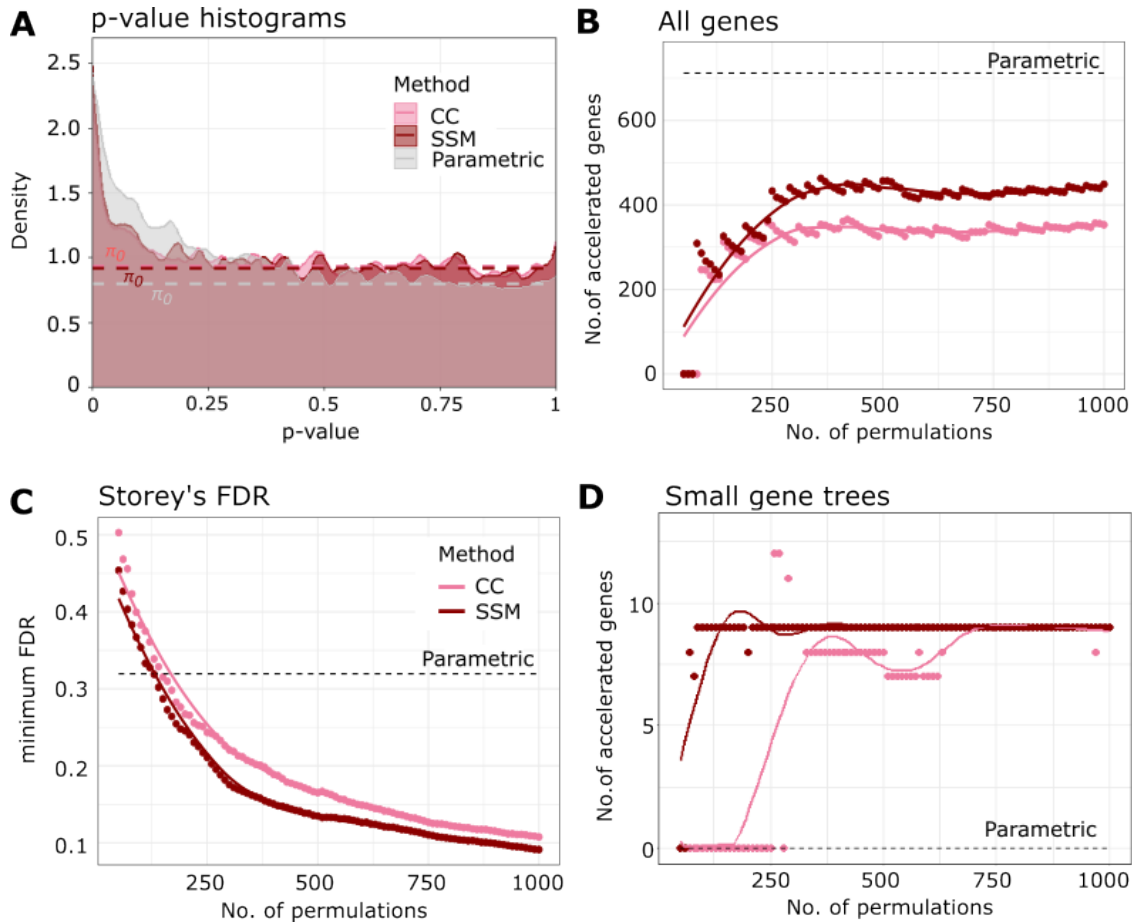 A
p-value histograms
2.5
2.0
1.5
1.0
0.5
0
Density
Method
CC
SSM
Parametric
π0
π0
π0
0
0.25
0.5
0.75
1
p-value
B
All genes
Parametric
600
400
200
0
No.of accelerated genes
250
500
750
1000
No. of permulations
C
Storey's FDR
0.5
0.4
0.3
0.2
0.1
minimum FDR
Method
CC
SSM
Parametric
250
500
750
1000
No. of permulations
D
Small gene trees
10
5
0
No.of accelerated genes
Parametric
250
500
750
1000
No. of permulations